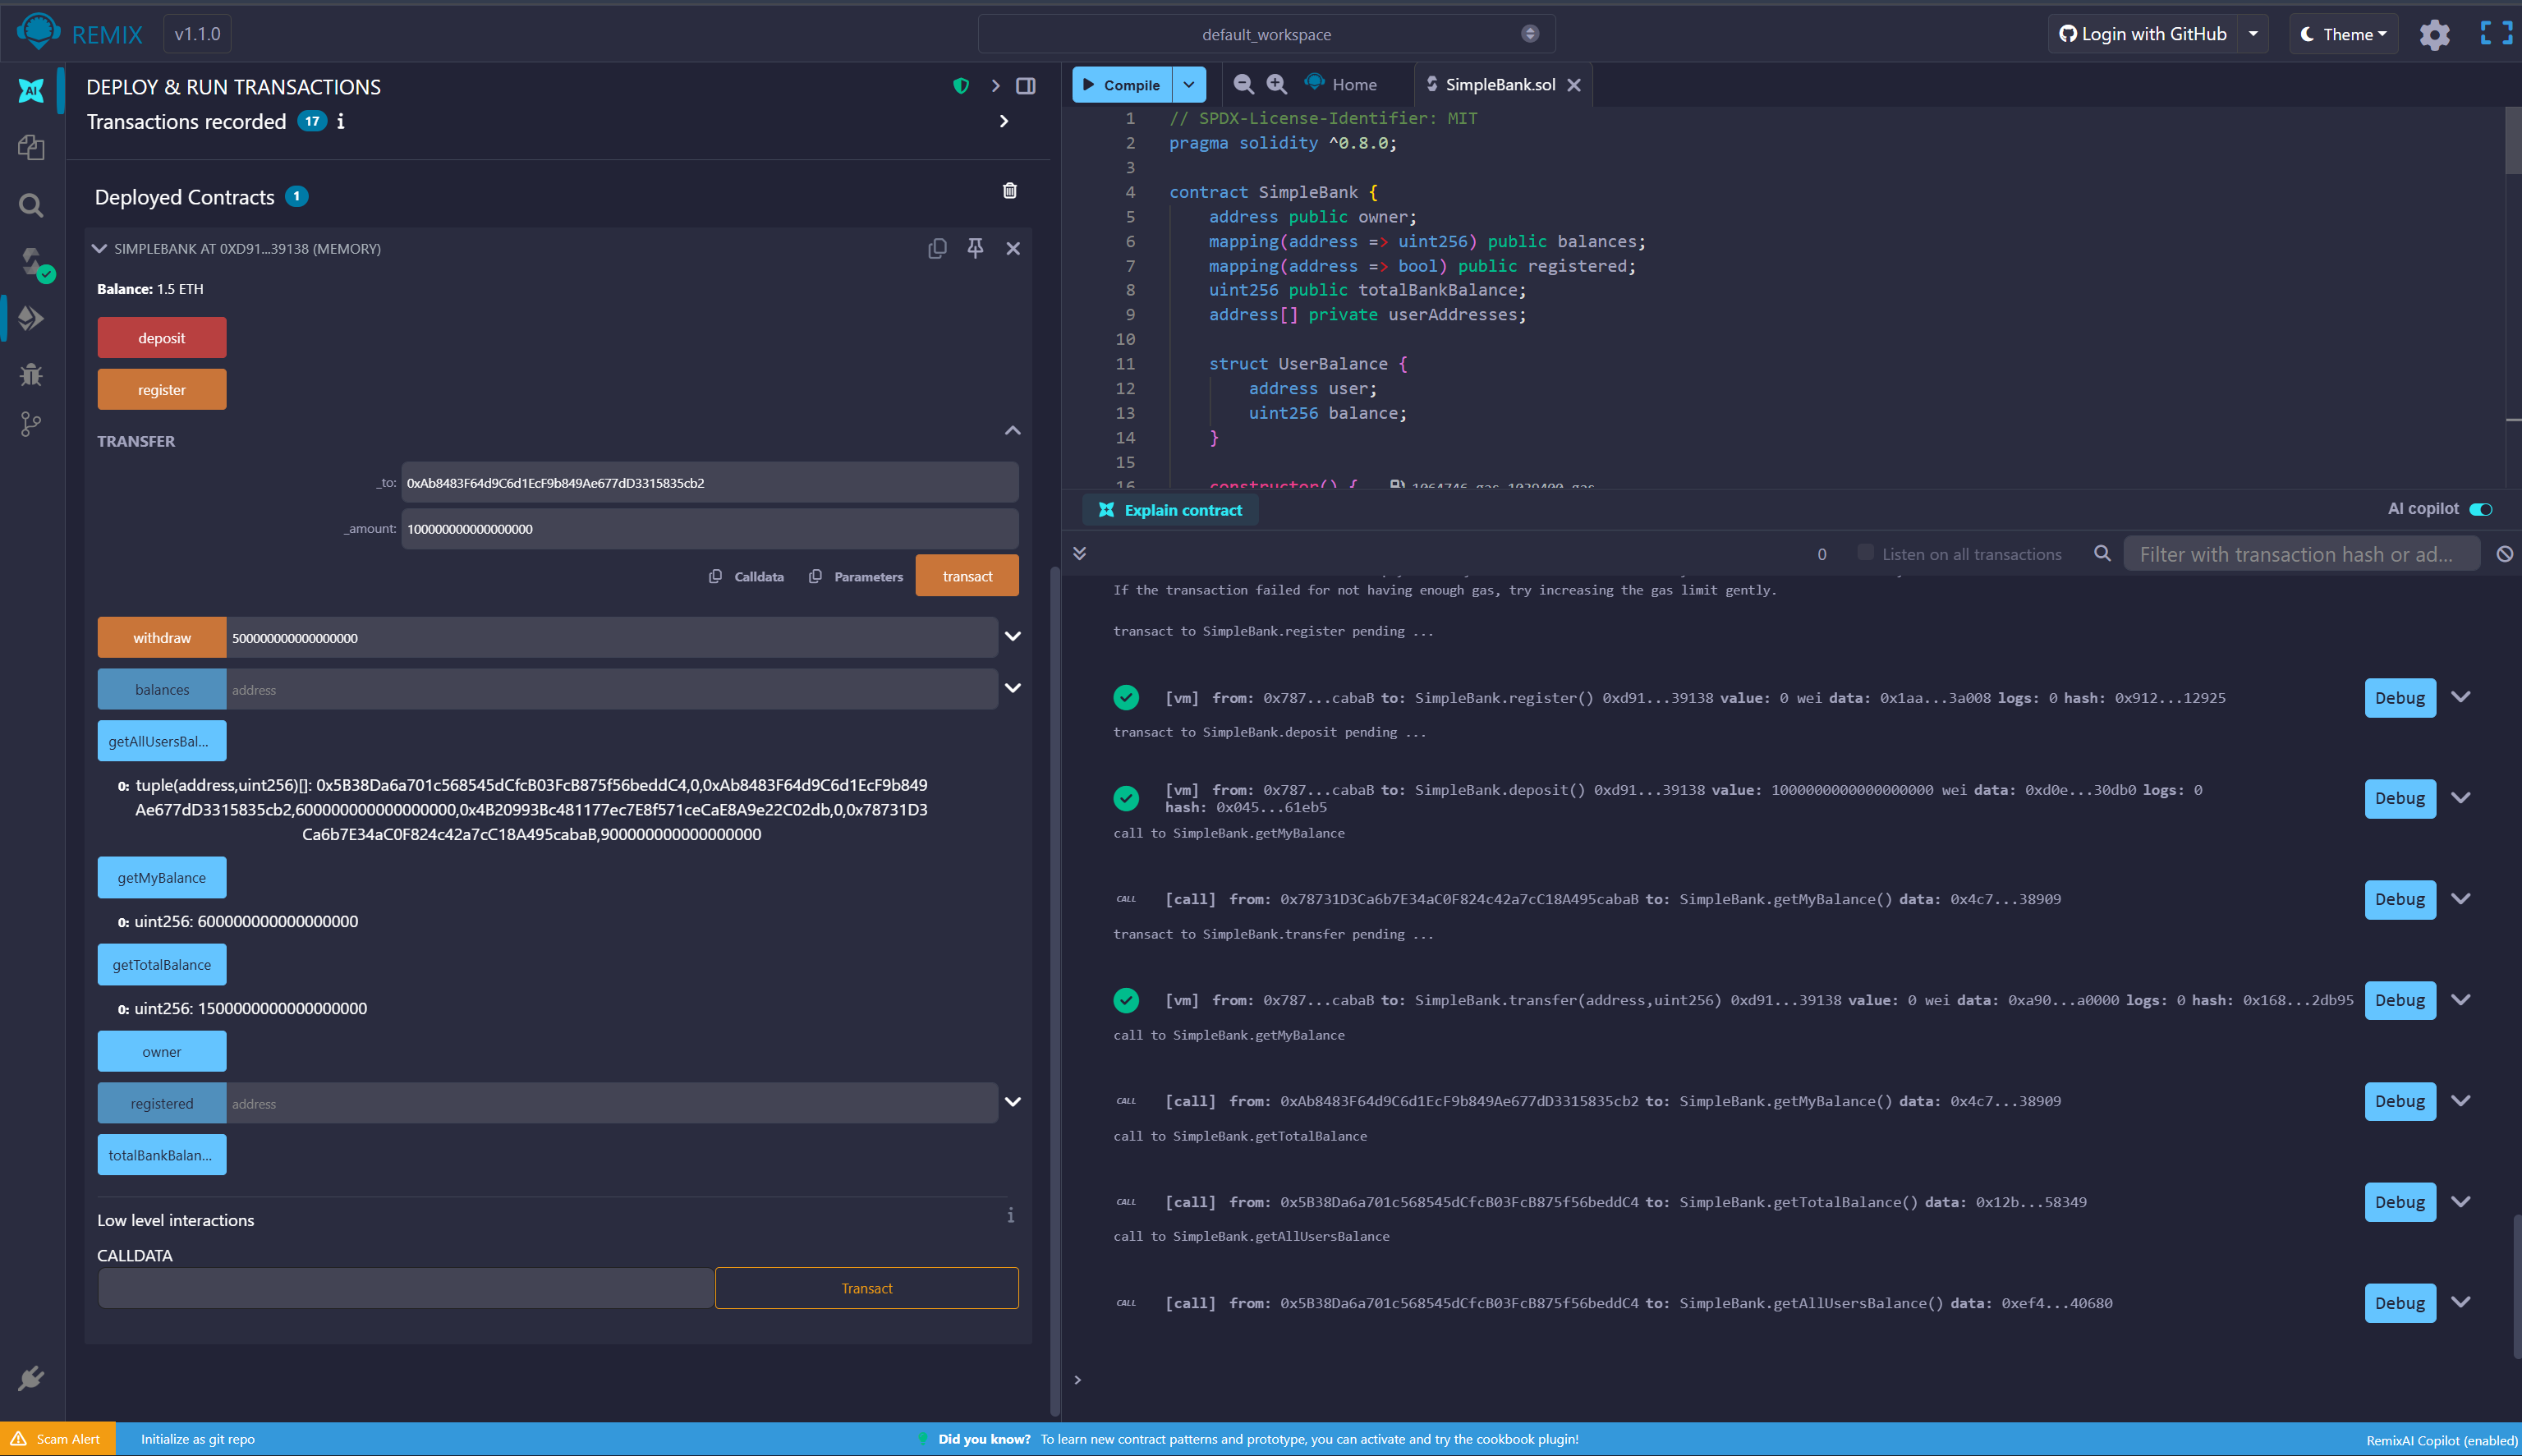 REMIX v1.1.0
default_workspace
Login with GitHub
Theme
AI
DEPLOY & RUN TRANSACTIONS
Transactions recorded 17 i
Deployed Contracts 1
SIMPLEBANK AT 0XD91...39138 (MEMORY)
Balance: 1.5 ETH
deposit
register
TRANSFER
_to: 0xAb8483F64d9C6d1EcF9b849Ae677dD3315835cb2
_amount: 100000000000000000
Calldata Parameters transact
withdraw 500000000000000000
balances address
getAllUsersBal...
0: tuple(address,uint256)[]: 0x5B38Da6a701c568545dCfcB03FcB875f56beddC4,0,0xAb8483F64d9C6d1EcF9b849
Ae677dD3315835cb2,600000000000000000,0x4B20993Bc481177ec7E8f571ceCaE8A9e22C02db,0,0x78731D3
Ca6b7E34aC0F824c42a7cC18A495cabaB,900000000000000000
getMyBalance
0: uint256: 600000000000000000
getTotalBalance
0: uint256: 1500000000000000000
owner
registered address
totalBankBalan...
Low level interactions i
CALLDATA
Transact
Compile Home SimpleBank.sol
1 // SPDX-License-Identifier: MIT
2 pragma solidity ^0.8.0;
3
4 contract SimpleBank {
5 address public owner;
6 mapping(address => uint256) public balances;
7 mapping(address => bool) public registered;
8 uint256 public totalBankBalance;
9 address[] private userAddresses;
10
11 struct UserBalance {
12 address user;
13 uint256 balance;
14 }
15
16 constructor() { 1064746 gas 1029400 gas
Explain contract AI copilot
0 Listen on all transactions Filter with transaction hash or ad...
If the transaction failed for not having enough gas, try increasing the gas limit gently.
transact to SimpleBank.register pending ...
[vm] from: 0x787...cabaB to: SimpleBank.register() 0xd91...39138 value: 0 wei data: 0x1aa...3a008 logs: 0 hash: 0x912...12925 Debug
transact to SimpleBank.deposit pending ...
[vm] from: 0x787...cabaB to: SimpleBank.deposit() 0xd91...39138 value: 1000000000000000000 wei data: 0xd0e...30db0 logs: 0
hash: 0x045...61eb5 Debug
call to SimpleBank.getMyBalance
CALL [call] from: 0x78731D3Ca6b7E34aC0F824c42a7cC18A495cabaB to: SimpleBank.getMyBalance() data: 0x4c7...38909 Debug
transact to SimpleBank.transfer pending ...
[vm] from: 0x787...cabaB to: SimpleBank.transfer(address,uint256) 0xd91...39138 value: 0 wei data: 0xa90...a0000 logs: 0 hash: 0x168...2db95 Debug
call to SimpleBank.getMyBalance
CALL [call] from: 0xAb8483F64d9C6d1EcF9b849Ae677dD3315835cb2 to: SimpleBank.getMyBalance() data: 0x4c7...38909 Debug
call to SimpleBank.getTotalBalance
CALL [call] from: 0x5B38Da6a701c568545dCfcB03FcB875f56beddC4 to: SimpleBank.getTotalBalance() data: 0x12b...58349 Debug
call to SimpleBank.getAllUsersBalance
CALL [call] from: 0x5B38Da6a701c568545dCfcB03FcB875f56beddC4 to: SimpleBank.getAllUsersBalance() data: 0xef4...40680 Debug
>
Scam Alert Initialize as git repo Did you know? To learn new contract patterns and prototype, you can activate and try the cookbook plugin! RemixAI Copilot (enabled)